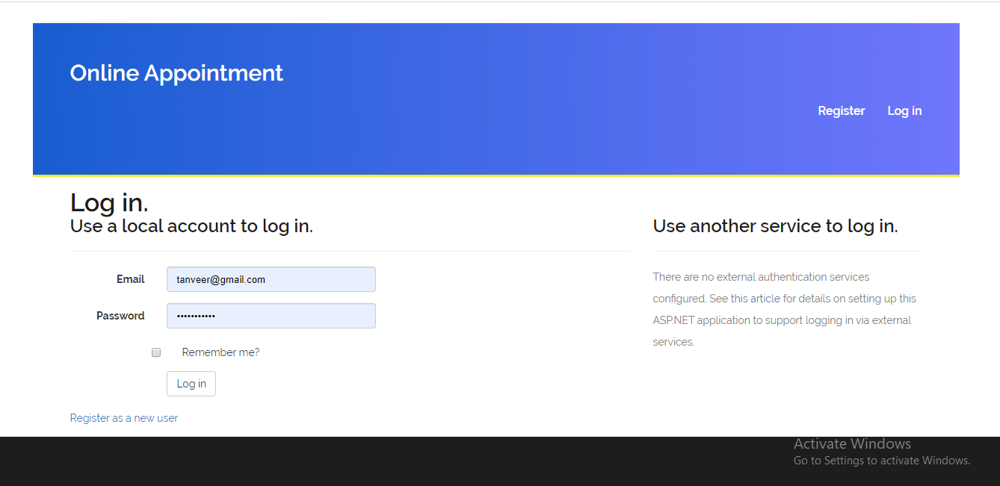 Online Appointment
Register Log in
Log in.
Use a local account to log in.
Email tanveer@gmail.com
Password •••••••••••
Remember me?
Log in
Register as a new user
Use another service to log in.
There are no external authentication services
configured. See this article for details on setting up this
ASP.NET application to support logging in via external
services.
Activate Windows
Go to Settings to activate Windows.